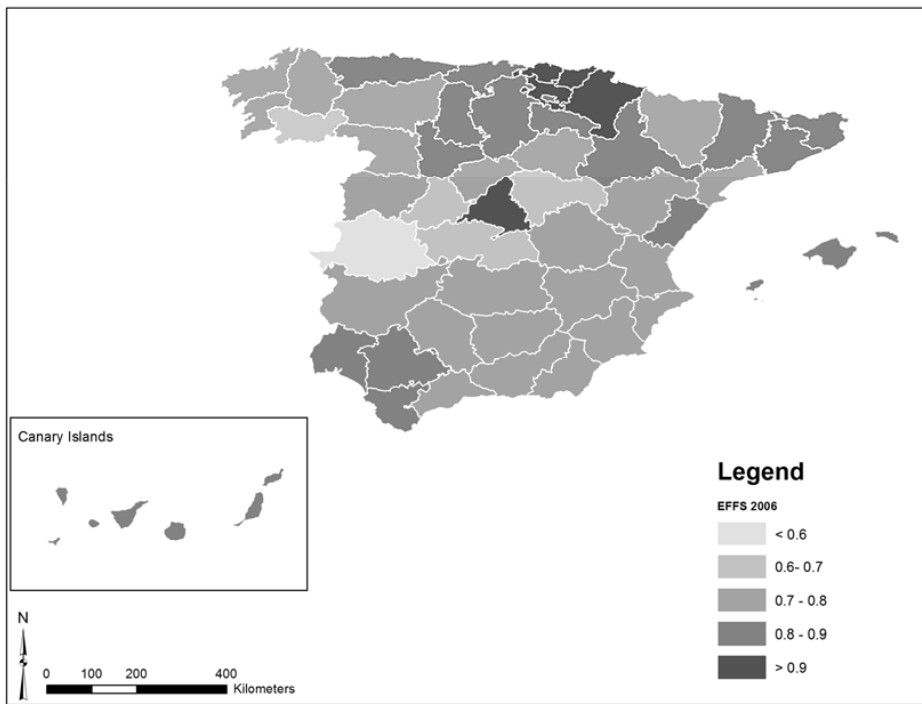 Canary Islands
Legend
EFFS 2006
< 0.6
0.6- 0.7
0.7 - 0.8
0.8 - 0.9
> 0.9
N
0 100 200 400
Kilometers